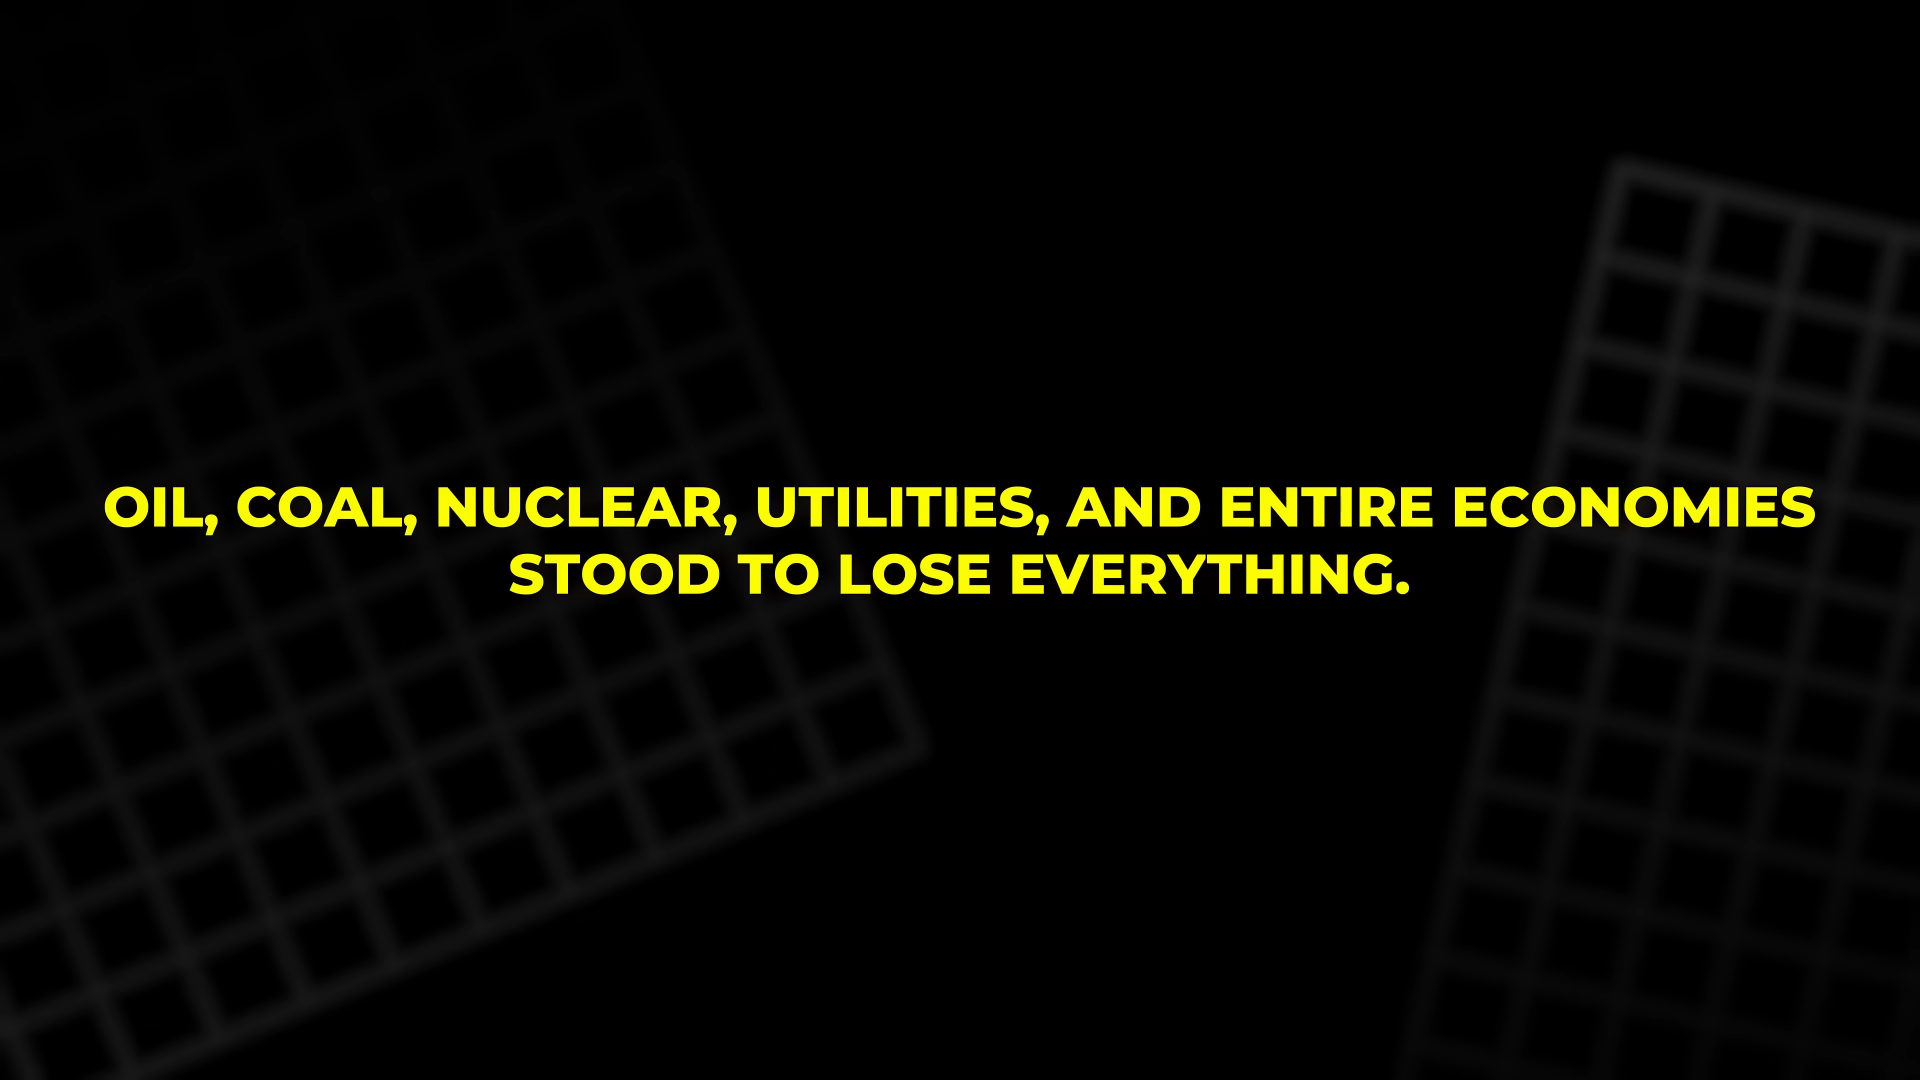 OIL, COAL, NUCLEAR, UTILITIES, AND ENTIRE ECONOMIES
STOOD TO LOSE EVERYTHING.